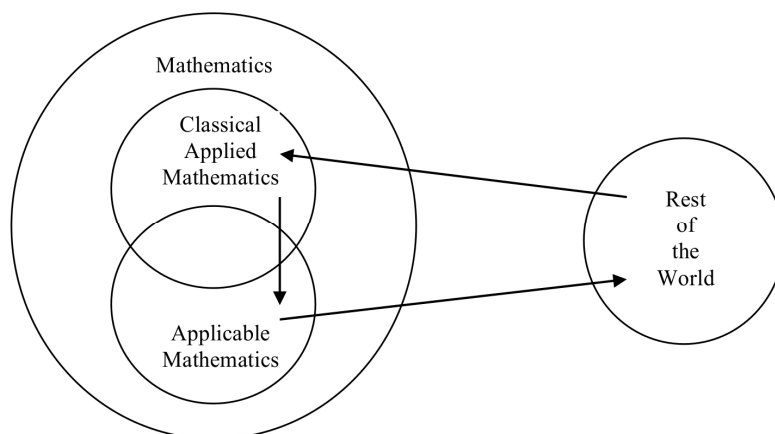 Mathematics
Classical
Applied
Mathematics
Applicable
Mathematics
Rest
of
the
World